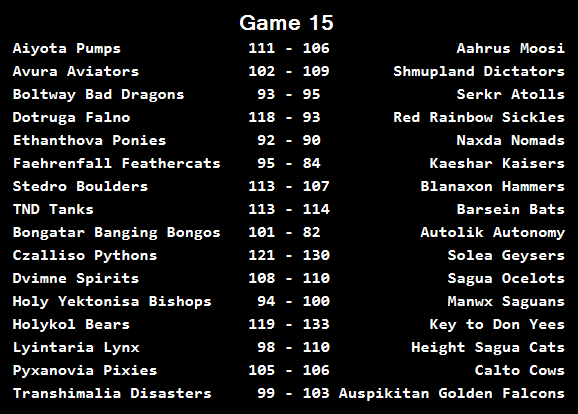 Game 15
Aiyota Pumps 111 - 106 Aahrus Moosi
Avura Aviators 102 - 109 Shmupland Dictators
Boltway Bad Dragons 93 - 95 Serkr Atolls
Dotruga Falno 118 - 93 Red Rainbow Sickles
Ethanthova Ponies 92 - 90 Naxda Nomads
Faehrenfall Feathercats 95 - 84 Kaeshar Kaisers
Stedro Boulders 113 - 107 Blanaxon Hammers
TND Tanks 113 - 114 Barsein Bats
Bongatar Banging Bongos 101 - 82 Autolik Autonomy
Czalliso Pythons 121 - 130 Solea Geysers
Dvimne Spirits 108 - 110 Sagua Ocelots
Holy Yektonisa Bishops 94 - 100 Manwx Saguans
Holykol Bears 119 - 133 Key to Don Yees
Lyintaria Lynx 98 - 110 Height Sagua Cats
Pyxanovia Pixies 105 - 106 Calto Cows
Transhimalia Disasters 99 - 103 Auspikitan Golden Falcons